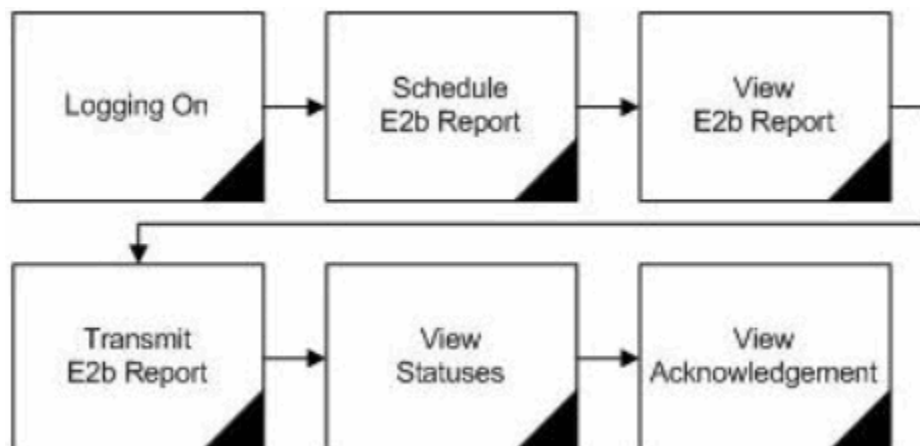 Logging On
Schedule
E2b Report
View
E2b Report
Transmit
E2b Report
View
Statuses
View
Acknowledgement